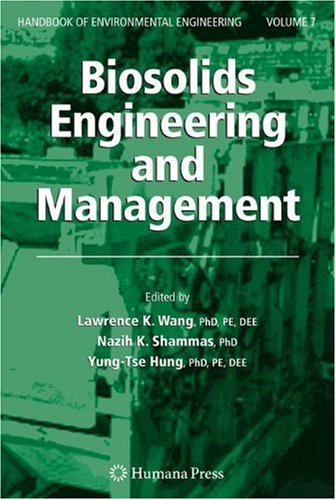 HANDBOOK OF ENVIRONMENTAL ENGINEERING VOLUME 7
Biosolids
Engineering
and
Management
Edited by
Lawrence K. Wang, PhD, PE, DEE
Nazih K. Shammas, PhD
Yung-Tse Hung, PhD, PE, DEE
Humana Press